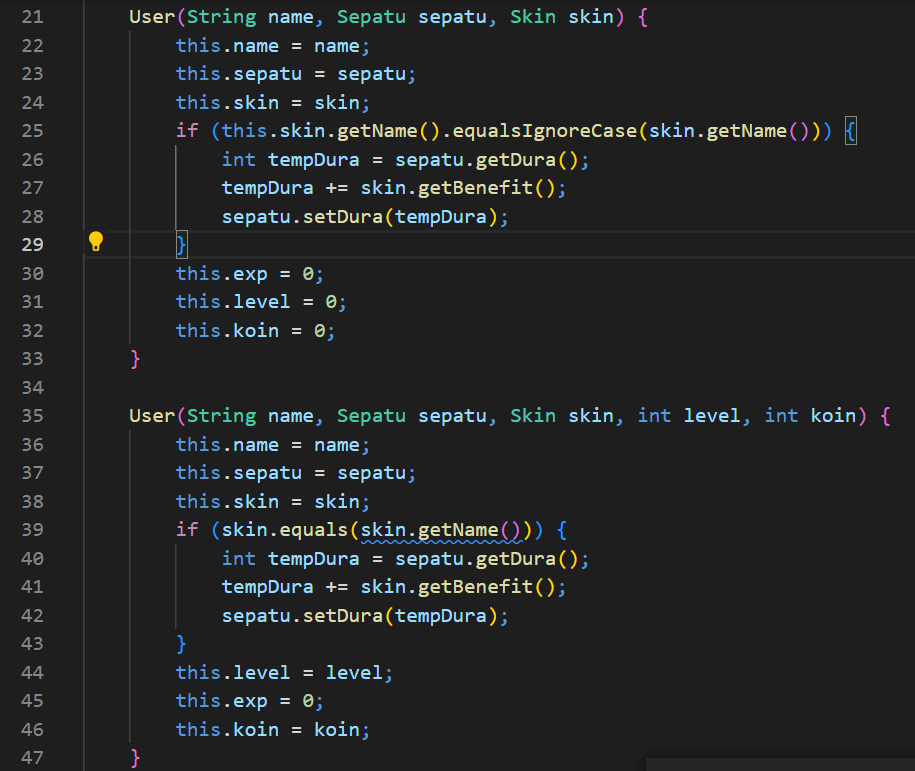 21 User(String name, Sepatu sepatu, Skin skin) {
22 this.name = name;
23 this.sepatu = sepatu;
24 this.skin = skin;
25 if (this.skin.getName().equalsIgnoreCase(skin.getName())) {
26 int tempDura = sepatu.getDura();
27 tempDura += skin.getBenefit();
28 sepatu.setDura(tempDura);
29 }
30 this.exp = 0;
31 this.level = 0;
32 this.koin = 0;
33 }
34
35 User(String name, Sepatu sepatu, Skin skin, int level, int koin) {
36 this.name = name;
37 this.sepatu = sepatu;
38 this.skin = skin;
39 if (skin.equals(skin.getName())) {
40 int tempDura = sepatu.getDura();
41 tempDura += skin.getBenefit();
42 sepatu.setDura(tempDura);
43 }
44 this.level = level;
45 this.exp = 0;
46 this.koin = koin;
47 }